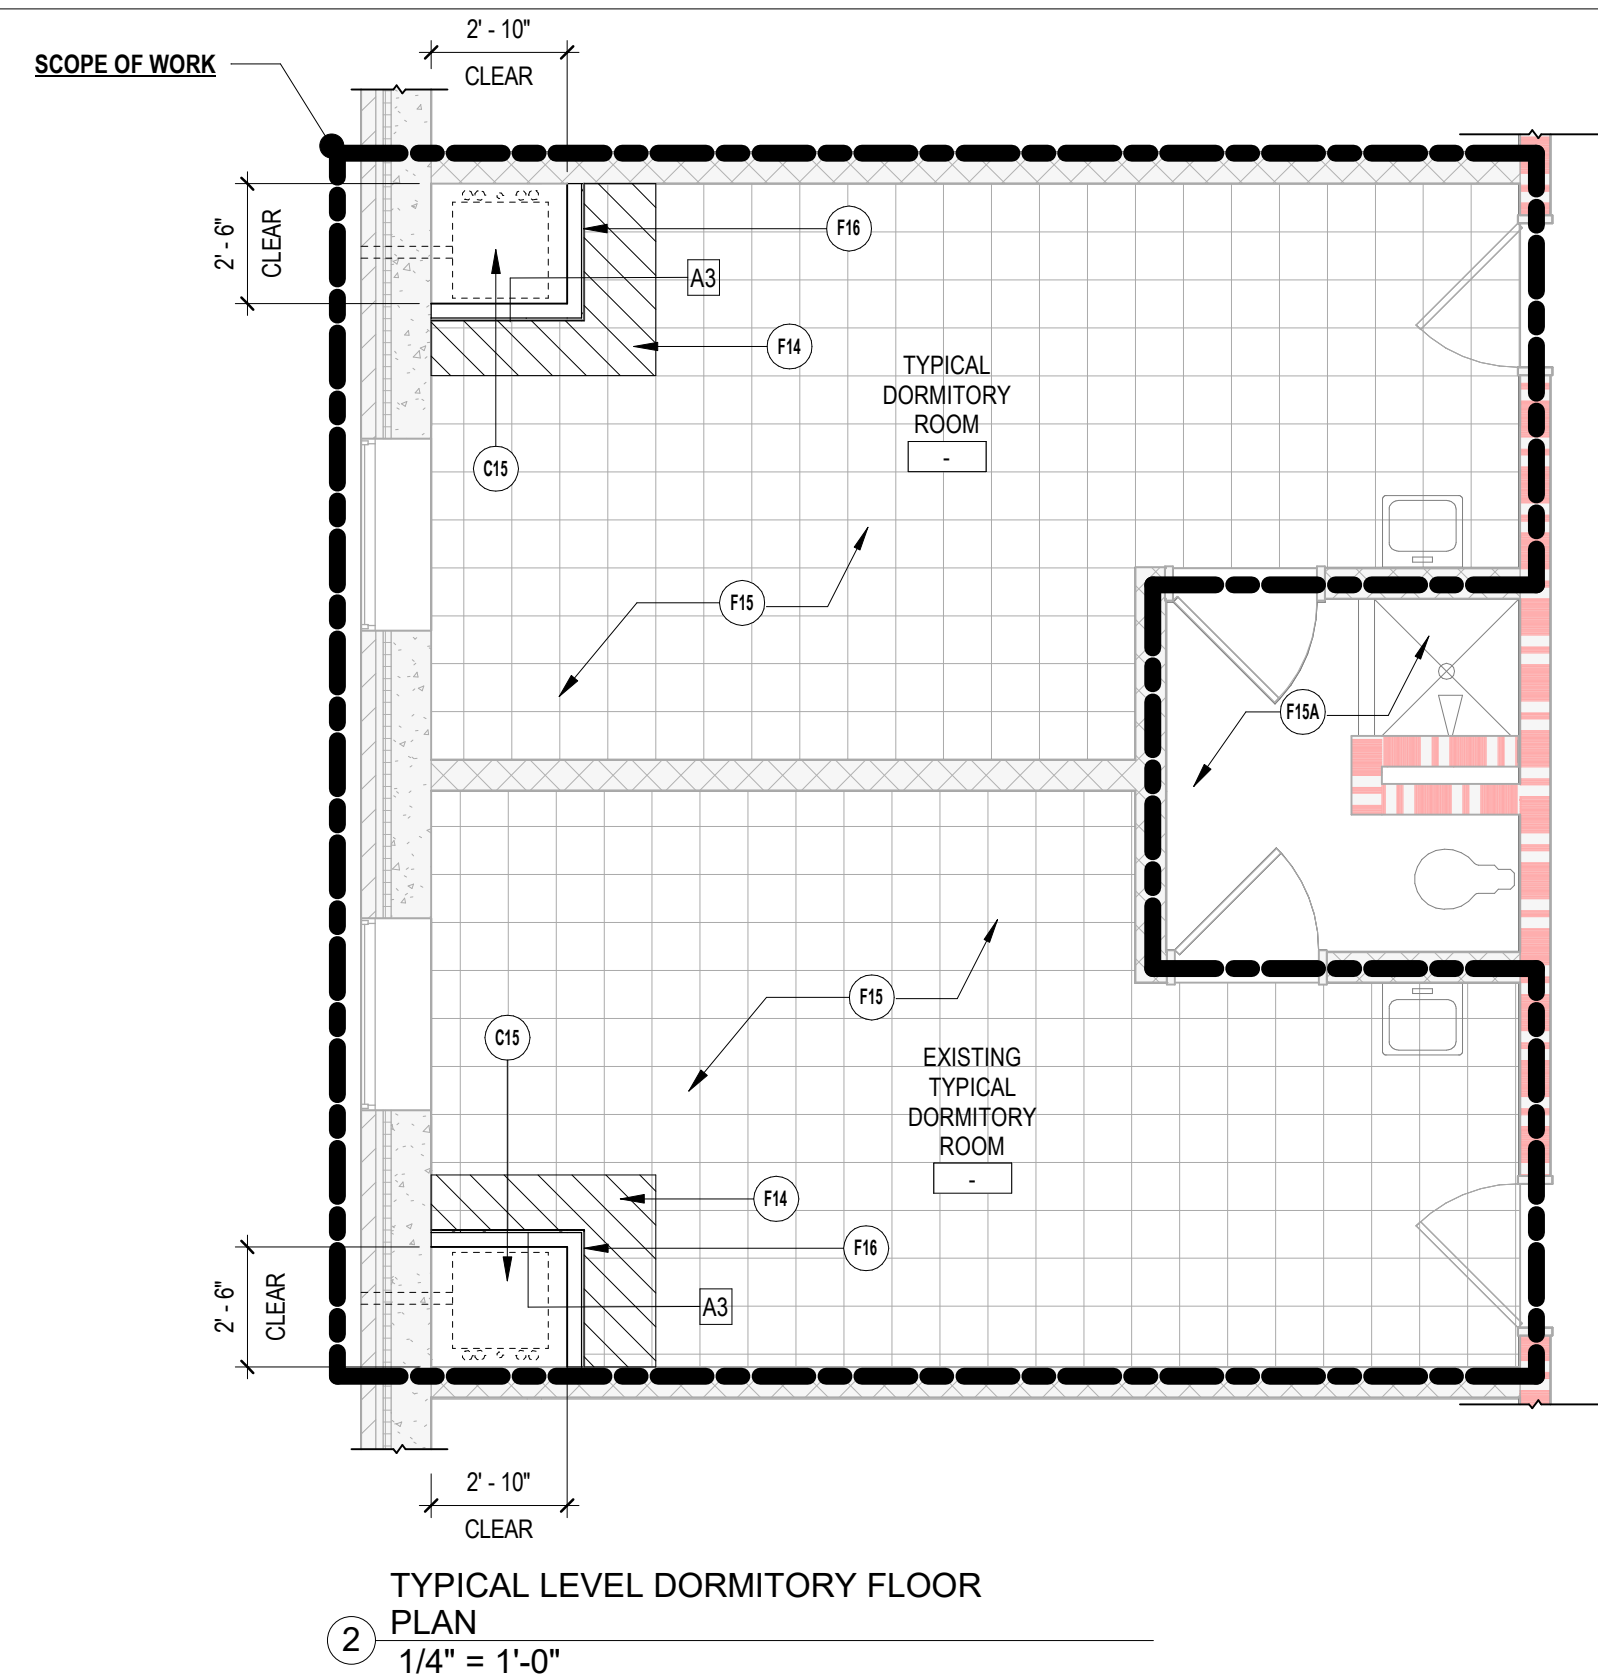 2' - 10"
CLEAR
SCOPE OF WORK
2' - 6"
CLEAR
F16
A3
F14
TYPICAL
DORMITORY
ROOM
-
C15
F15
F15A
F15
C15
EXISTING
TYPICAL
DORMITORY
ROOM
-
F14
F16
2' - 6"
CLEAR
A3
2' - 10"
CLEAR
TYPICAL LEVEL DORMITORY FLOOR
PLAN
2
1/4" = 1'-0"